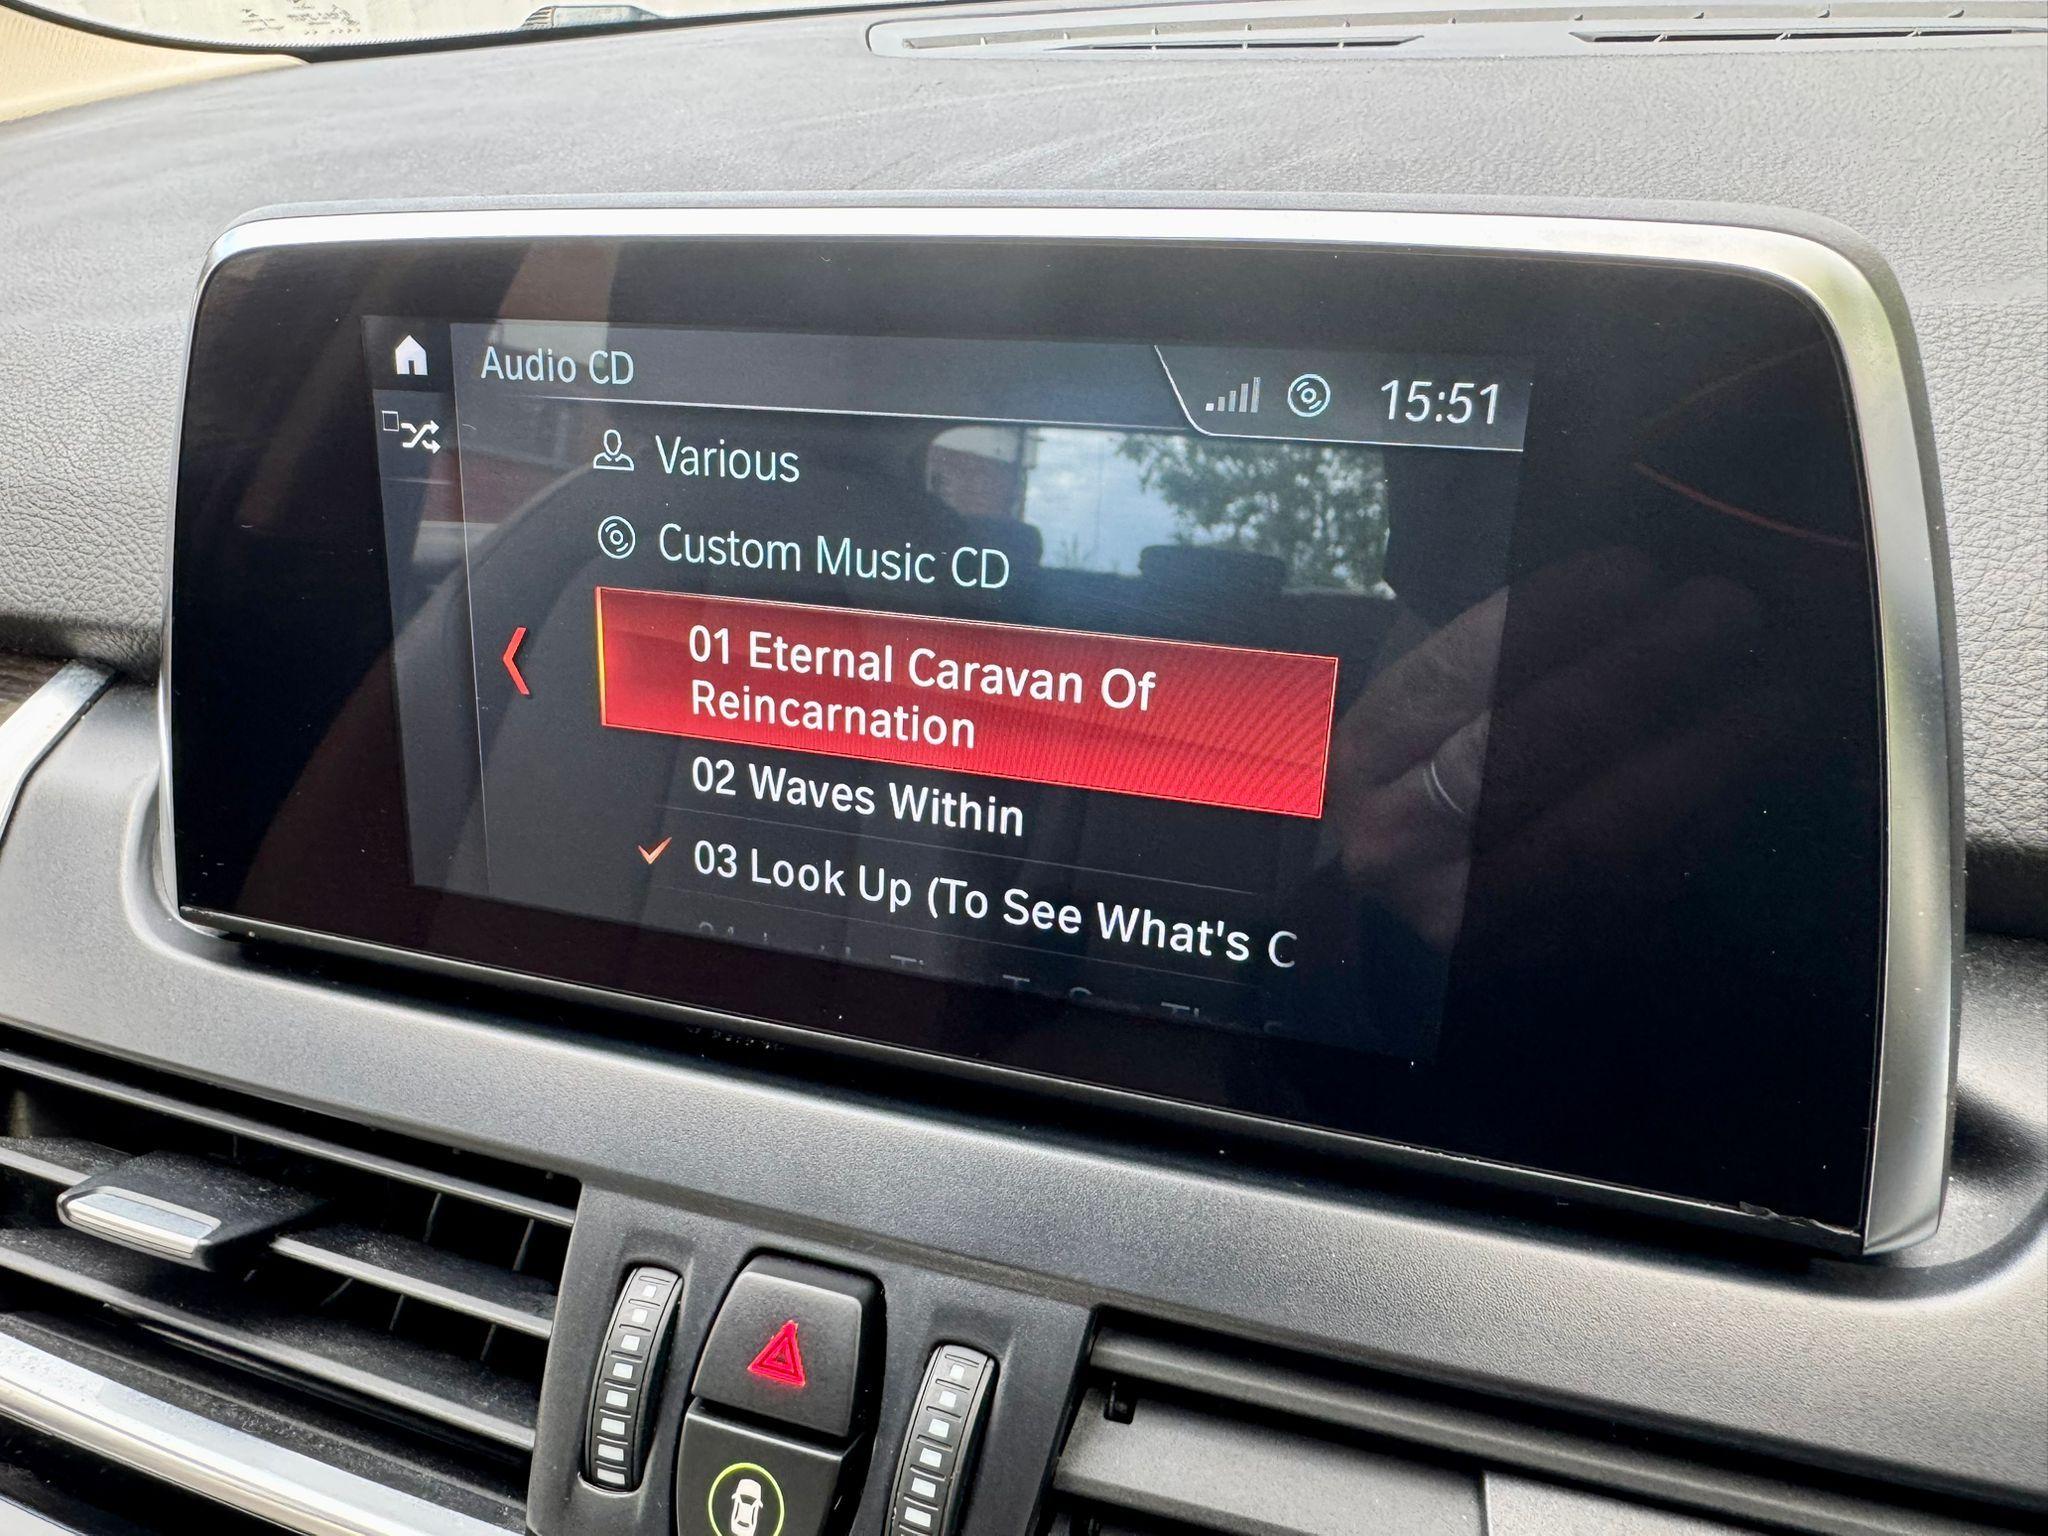 Audio CD
15:51
Various
Custom Music CD
01 Eternal Caravan Of
Reincarnation
02 Waves Within
03 Look Up (To See What's C